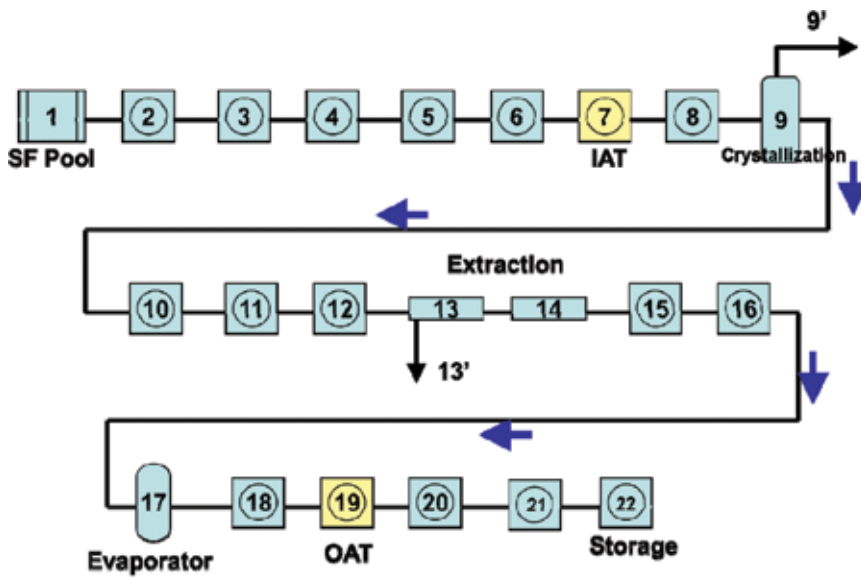 9'
1 2 3 4 5 6 7 8 9
SF Pool IAT Crystallization
Extraction
10 11 12 13 14 15 16
13'
17 18 19 20 21 22
Evaporator OAT Storage